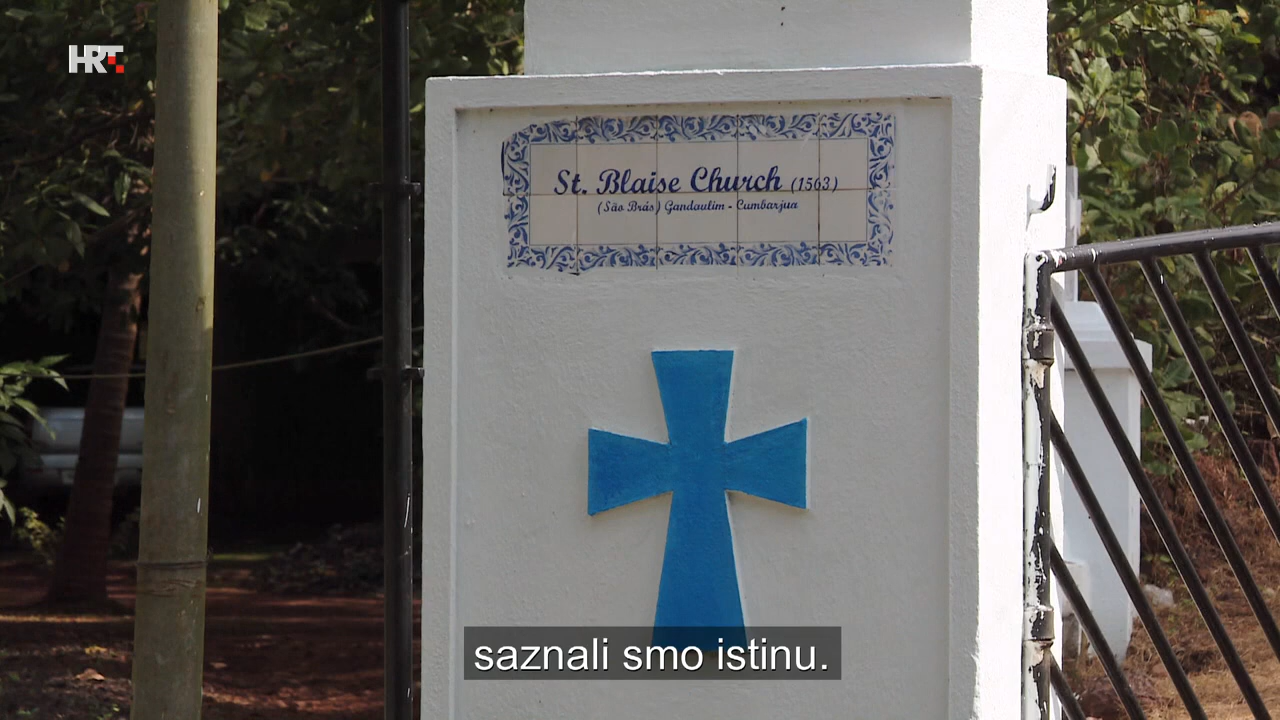 HRT
St. Blaise Church (1563)
(São Brás) Gandaulim - Cumbarjua
saznali smo istinu.